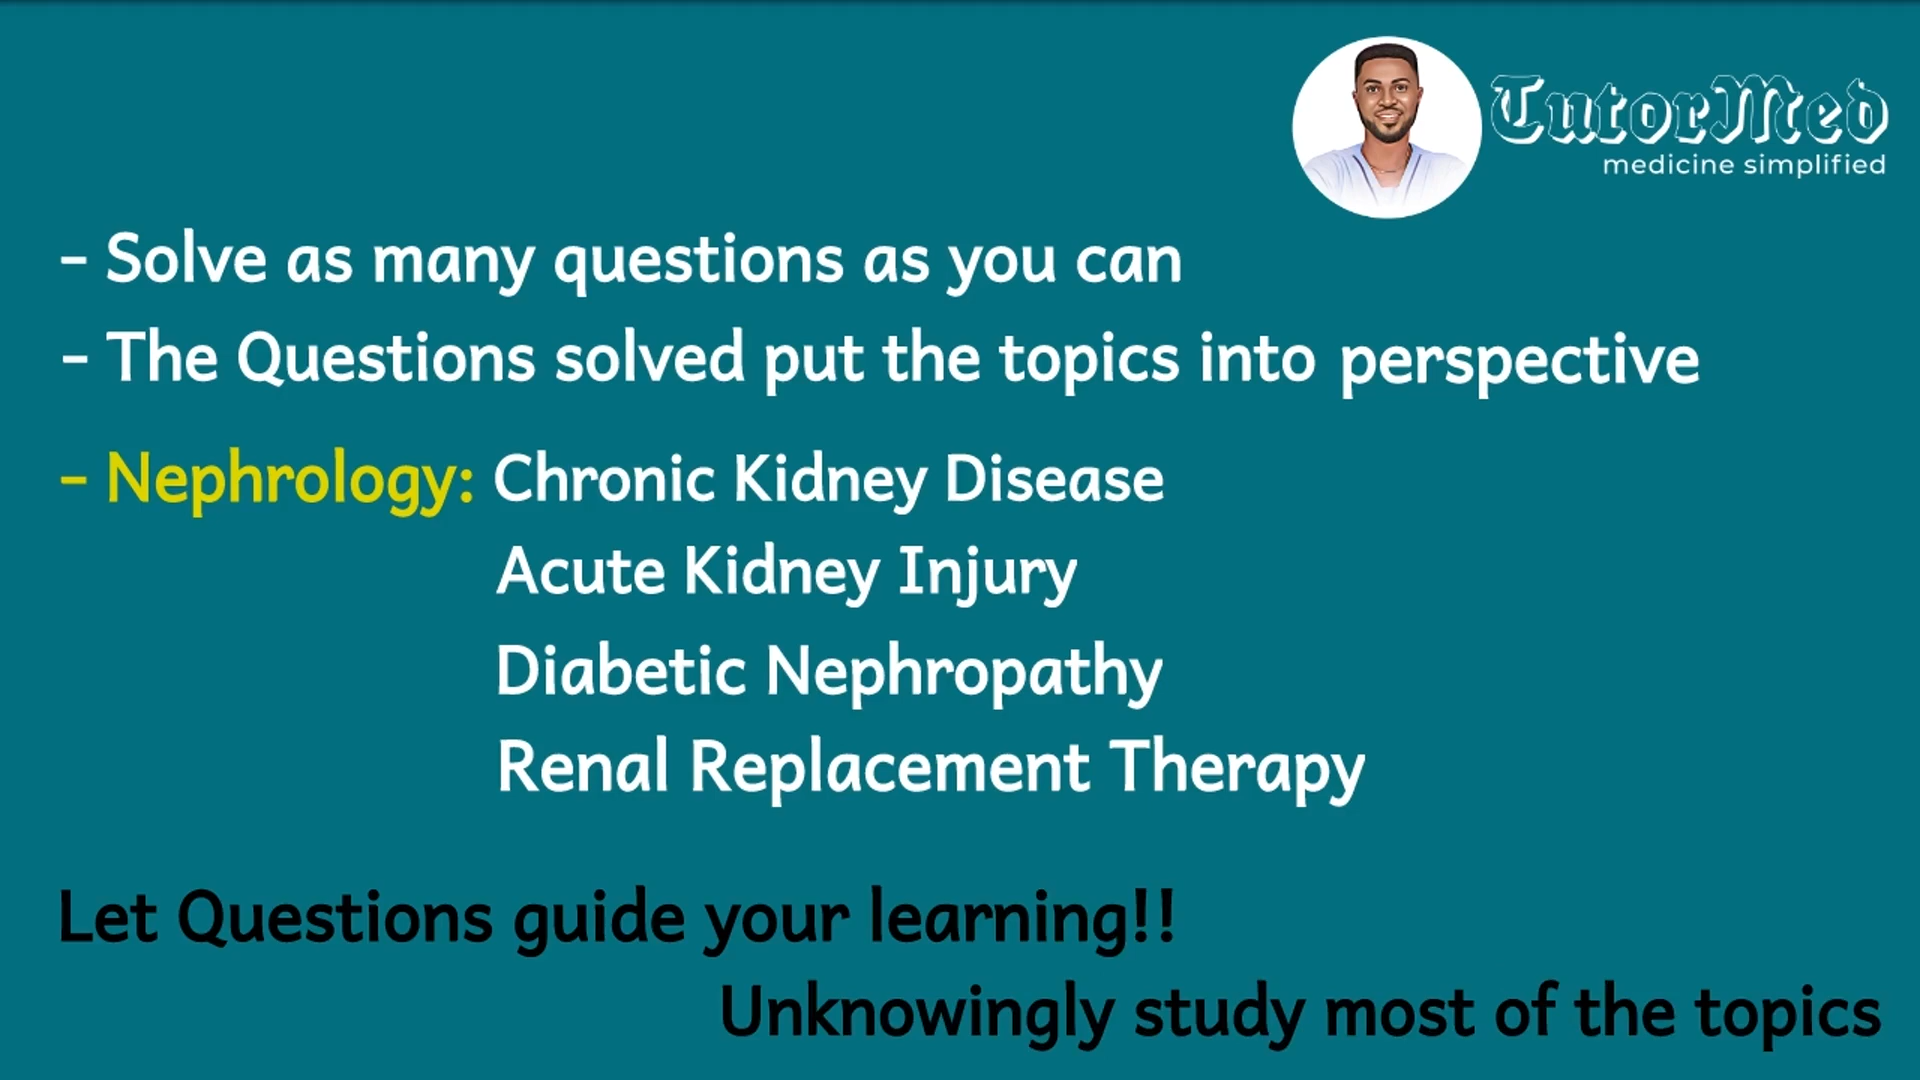 TutorMed
medicine simplified
- Solve as many questions as you can
- The Questions solved put the topics into perspective
- Nephrology: Chronic Kidney Disease
Acute Kidney Injury
Diabetic Nephropathy
Renal Replacement Therapy
Let Questions guide your learning!!
Unknowingly study most of the topics